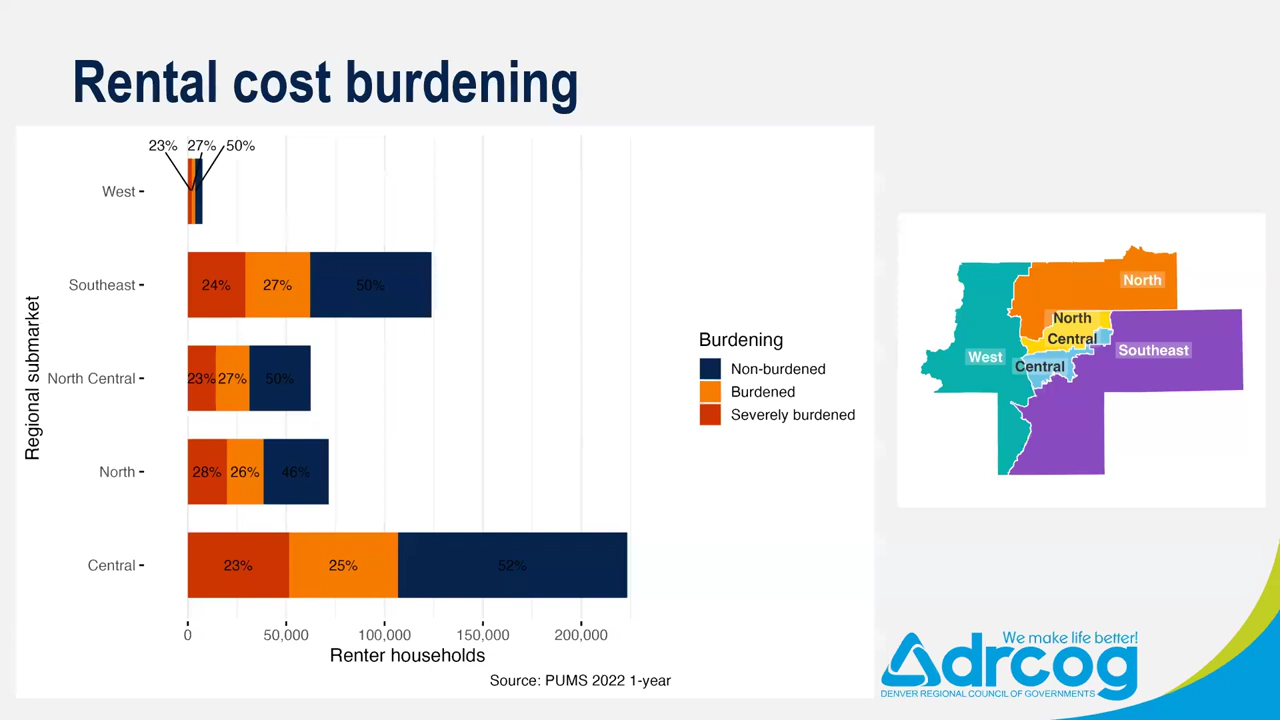 Rental cost burdening
23% 27% 50%
West
Southeast
24% 27% 50%
North Central
23% 27% 50%
North
28% 26% 46%
Central
23% 25% 52%
Regional submarket
0 50,000 100,000 150,000 200,000
Renter households
Source: PUMS 2022 1-year
Burdening
Non-burdened
Burdened
Severely burdened
North
North
Central
West
Southeast
Central
We make life better!
drcog
DENVER REGIONAL COUNCIL OF GOVERNMENTS